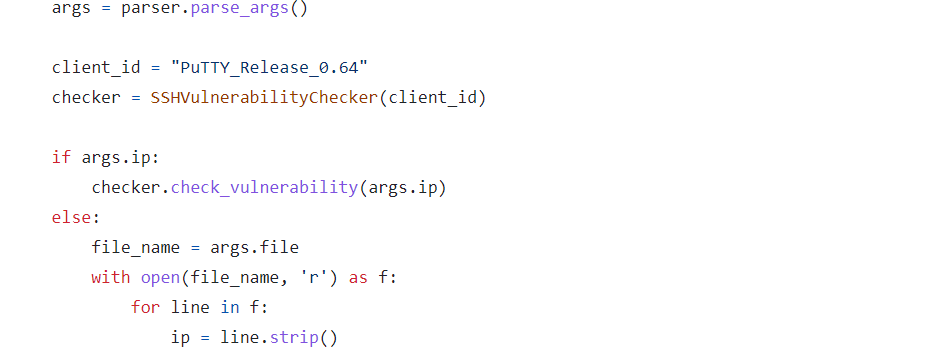 args = parser.parse_args()
client_id = "PuTTY_Release_0.64"
checker = SSHVulnerabilityChecker(client_id)
if args.ip:
checker.check_vulnerability(args.ip)
else:
file_name = args.file
with open(file_name, 'r') as f:
for line in f:
ip = line.strip()